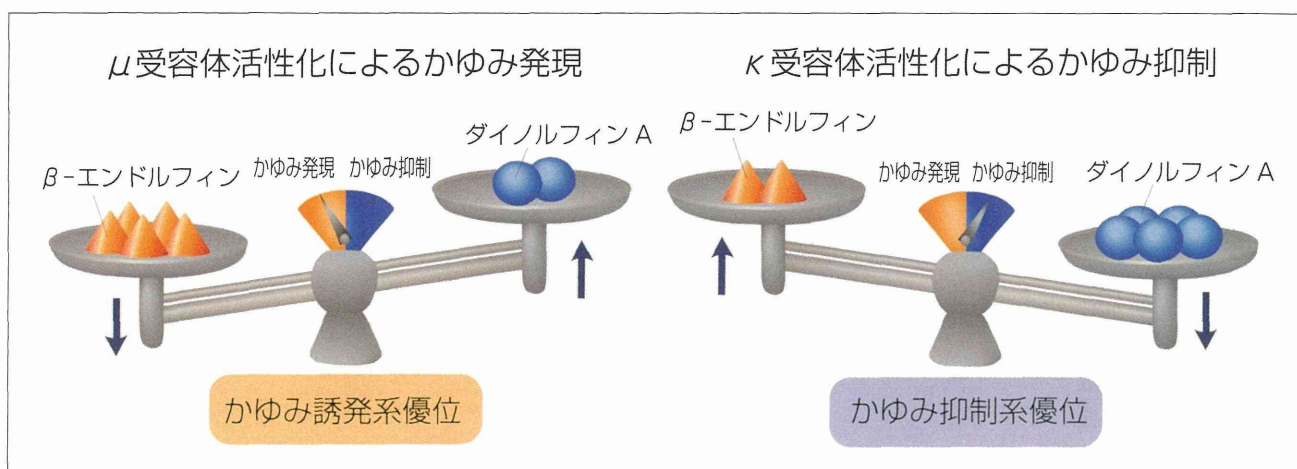 μ受容体活性化によるかゆみ発現
β-エンドルフィン
かゆみ発現
かゆみ抑制
ダイノルフィン A
かゆみ誘発系優位
κ受容体活性化によるかゆみ抑制
β-エンドルフィン
かゆみ発現
かゆみ抑制
ダイノルフィン A
かゆみ抑制系優位